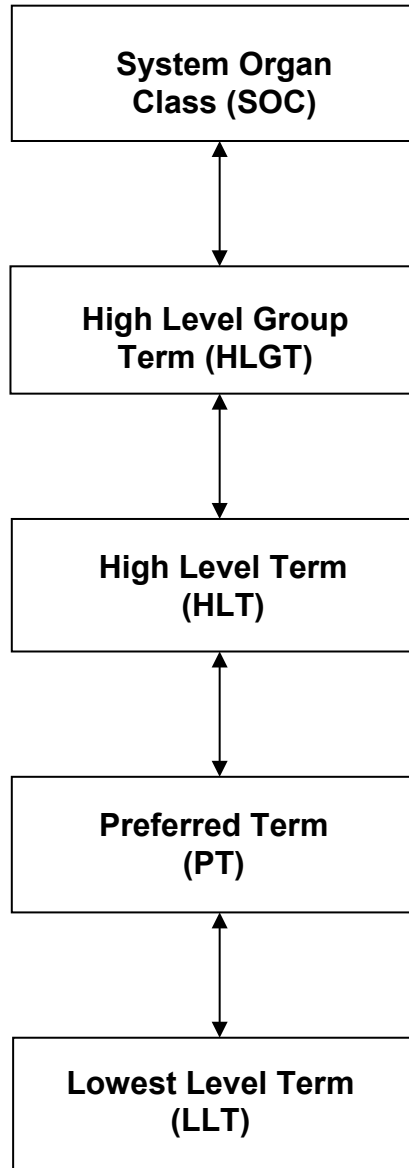 System Organ
Class (SOC)
High Level Group
Term (HLGT)
High Level Term
(HLT)
Preferred Term
(PT)
Lowest Level Term
(LLT)